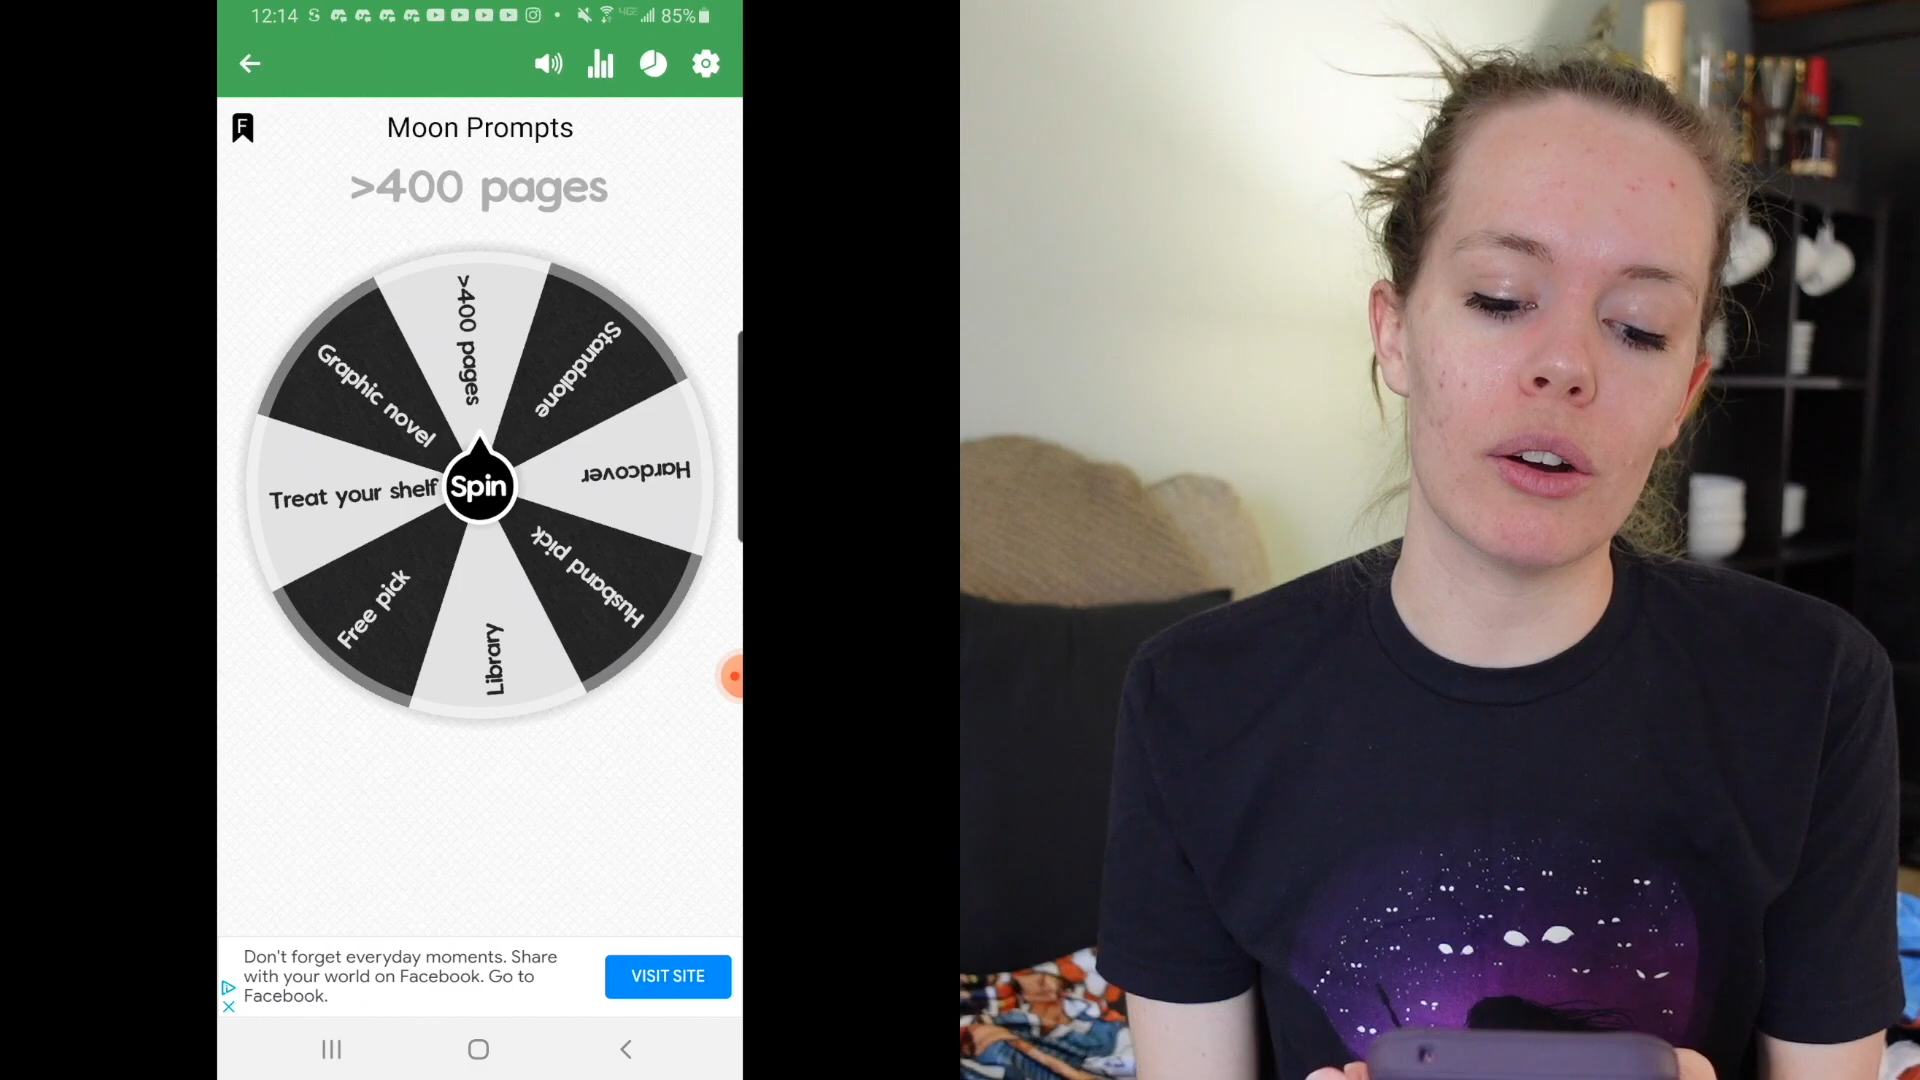 12:14 S 85%
F
Moon Prompts
>400 pages
>400 pages
Standalone
Hardcover
Husband pick
Library
Free pick
Treat your shelf
Graphic novel
Spin
Don't forget everyday moments. Share
with your world on Facebook. Go to
Facebook.
VISIT SITE